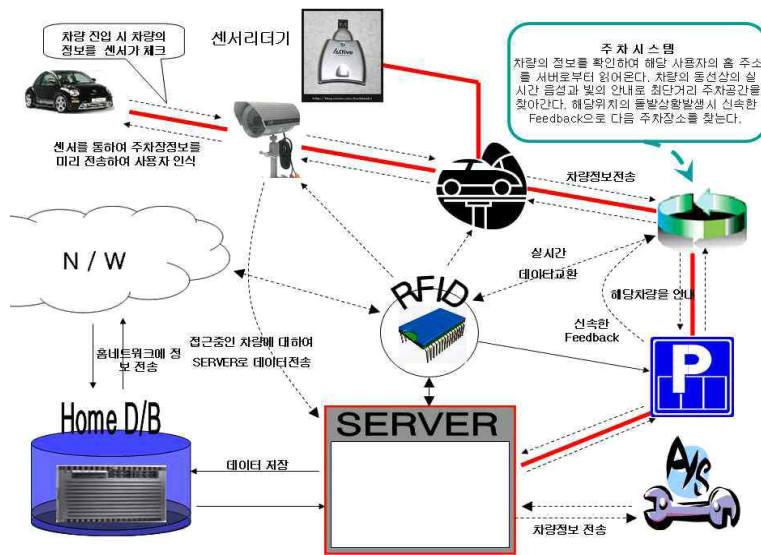 차량 진입 시 차량의
정보를 센서가 체크
센서리더기
주 차 시 스 템
차량의 정보를 확인하여 해당 사용자의 홈 주소
를 서버로부터 읽어온다. 차량의 동선상의 실
시간 음성과 빛의 안내로 최단거리 주차공간을
찾아간다. 해당위치의 돌발상황발생시 신속한
Feedback으로 다음 주차장소를 찾는다.
센서를 통하여 주차장정보를
미리 전송하여 사용자 인식
차량정보전송
N / W
실시간
데이터교환
RFID
해당차량을 안내
신속한
Feedback
접근중인 차량에 대하여
SERVER로 데이터전송
홈네트워크에 정
보 전송
P
Home D/B
SERVER
데이터 저장
A/S
차량정보 전송